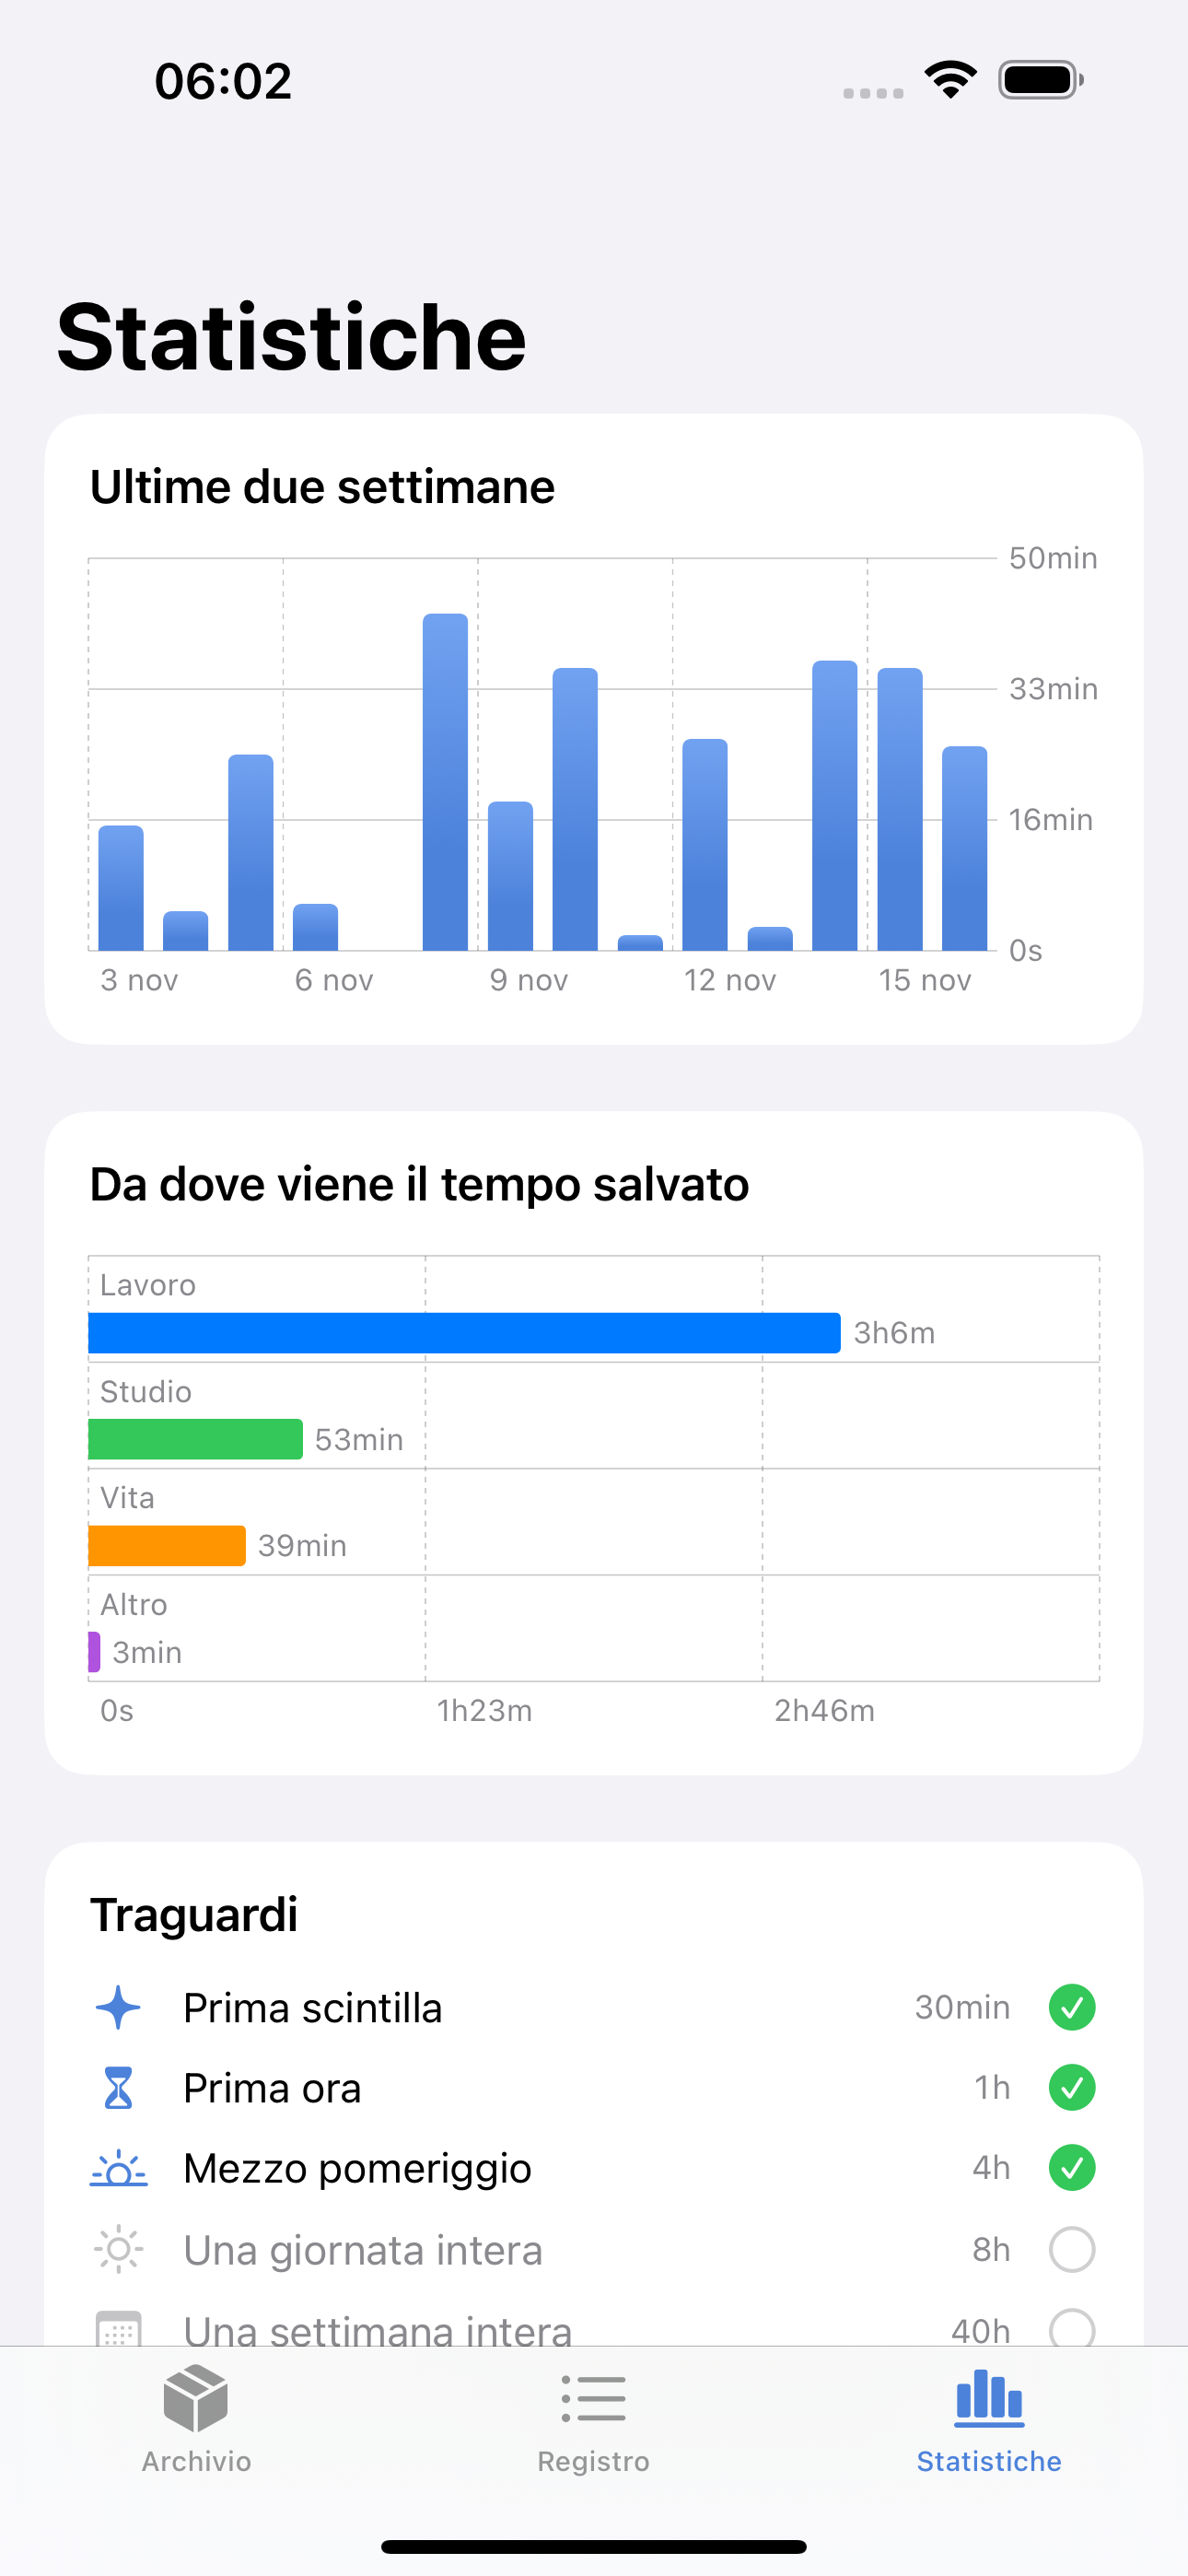 06:02
Statistiche
Ultime due settimane
50min
33min
16min
0s
3 nov 6 nov 9 nov 12 nov 15 nov
Da dove viene il tempo salvato
Lavoro
3h6m
Studio
53min
Vita
39min
Altro
3min
0s 1h23m 2h46m
Traguardi
Prima scintilla 30min
Prima ora 1h
Mezzo pomeriggio 4h
Una giornata intera 8h
Una settimana intera 40h
Archivio Registro Statistiche